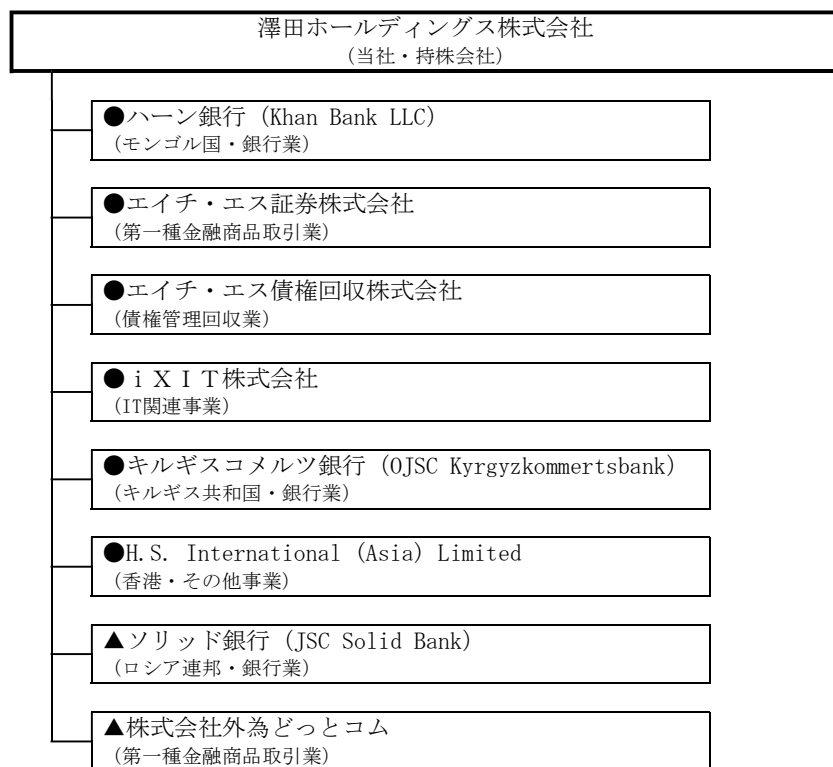 澤田ホールディングス株式会社
(当社・持株会社)
●ハーン銀行 (Khan Bank LLC)
(モンゴル国・銀行業)
●エイチ・エス証券株式会社
(第一種金融商品取引業)
●エイチ・エス債権回収株式会社
(債権管理回収業)
●ｉＸＩＴ株式会社
(IT関連事業)
●キルギスコメルツ銀行 (OJSC Kyrgyzkommertsbank)
(キルギス共和国・銀行業)
●H.S. International (Asia) Limited
(香港・その他事業)
▲ソリッド銀行 (JSC Solid Bank)
(ロシア連邦・銀行業)
▲株式会社外為どっとコム
(第一種金融商品取引業)